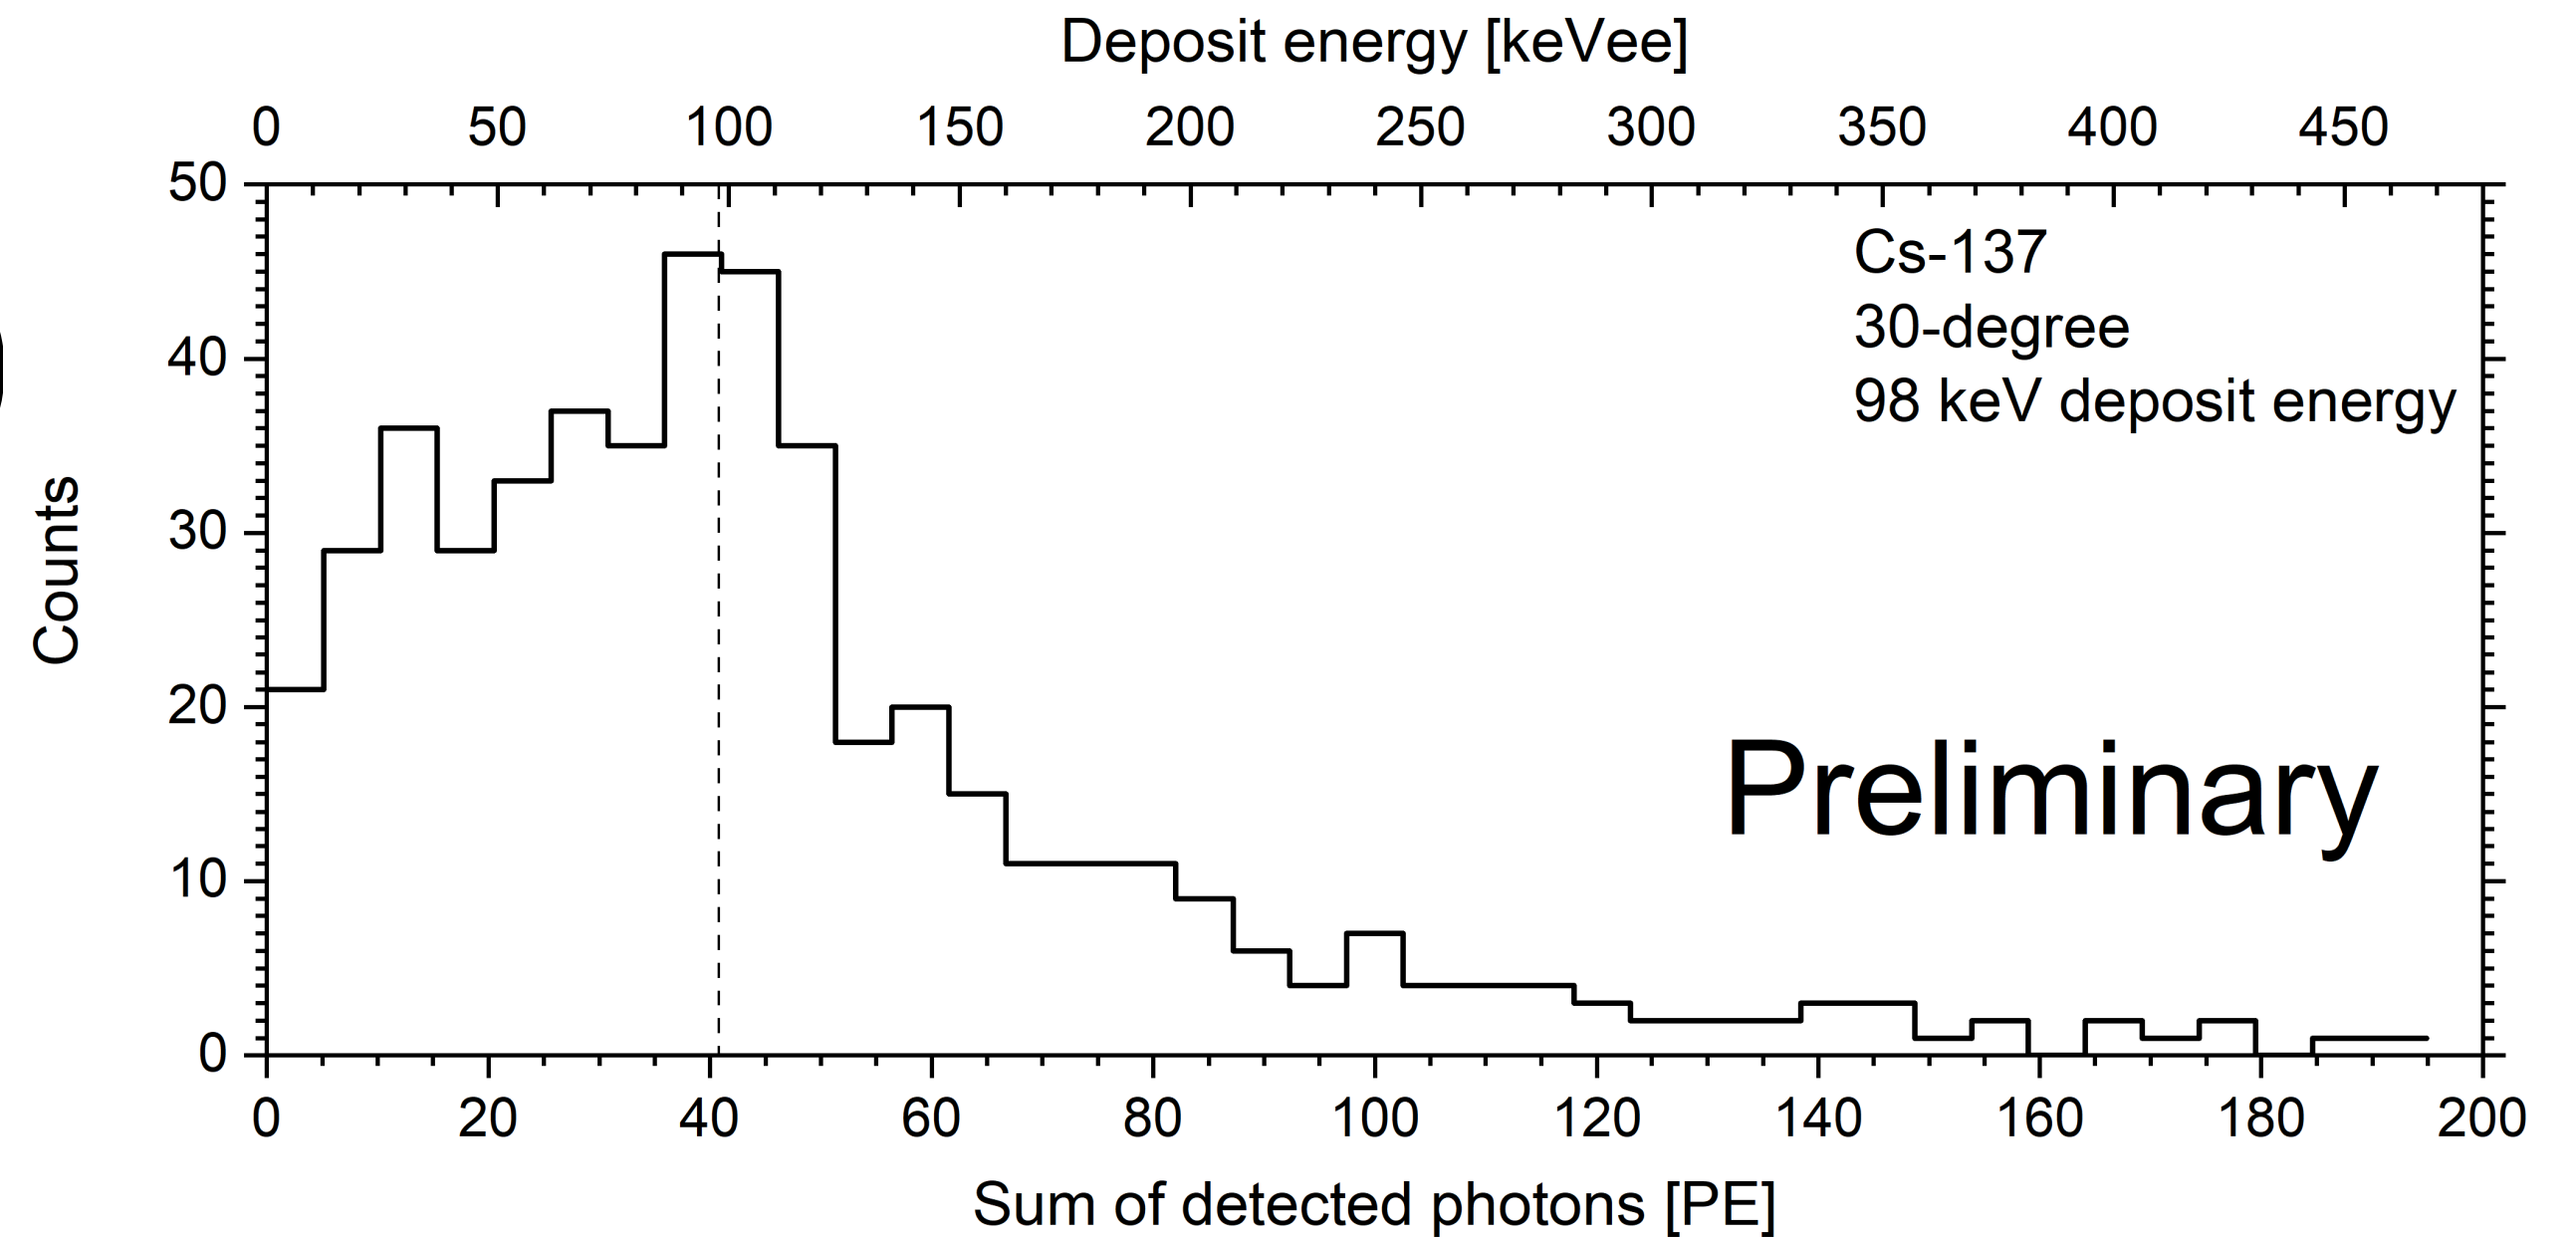 Deposit energy [keVee]
0 50 100 150 200 250 300 350 400 450
50
40
30
20
10
0
Counts
Cs-137
30-degree
98 keV deposit energy
Preliminary
0 20 40 60 80 100 120 140 160 180 200
Sum of detected photons [PE]